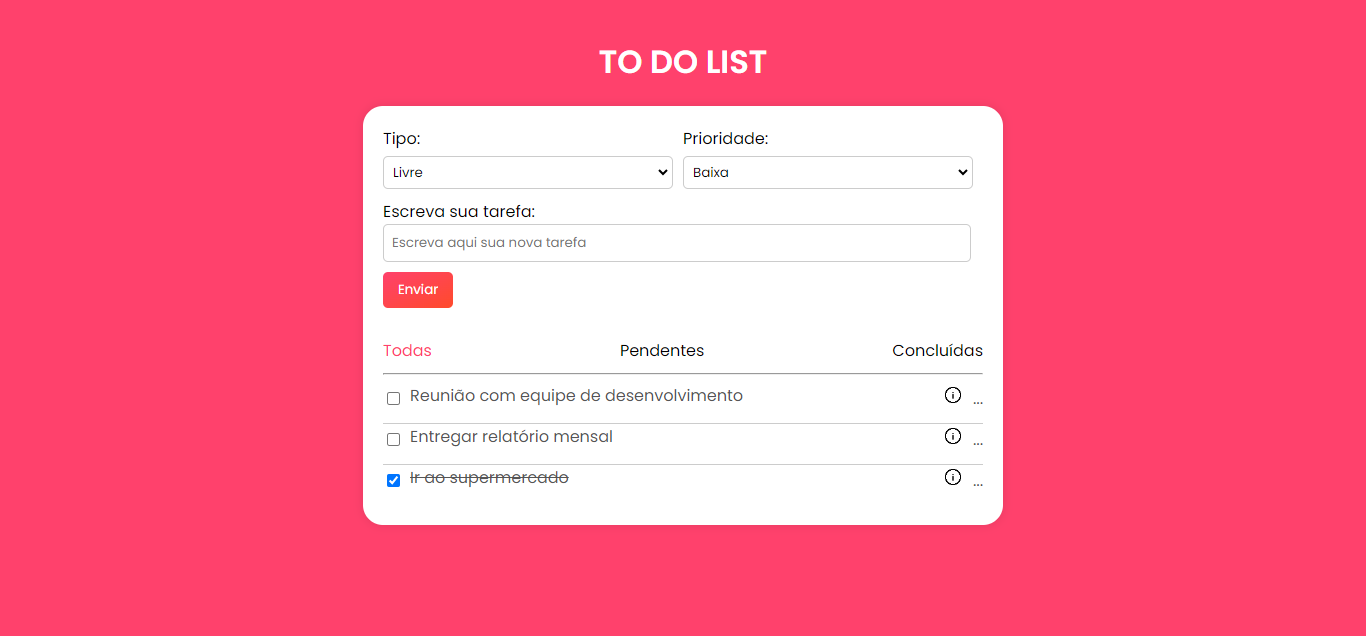 TO DO LIST
Tipo: Prioridade:
Livre Baixa
Escreva sua tarefa:
Escreva aqui sua nova tarefa
Enviar
Todas Pendentes Concluídas
Reunião com equipe de desenvolvimento ...
Entregar relatório mensal ...
Ir ao supermercado ...